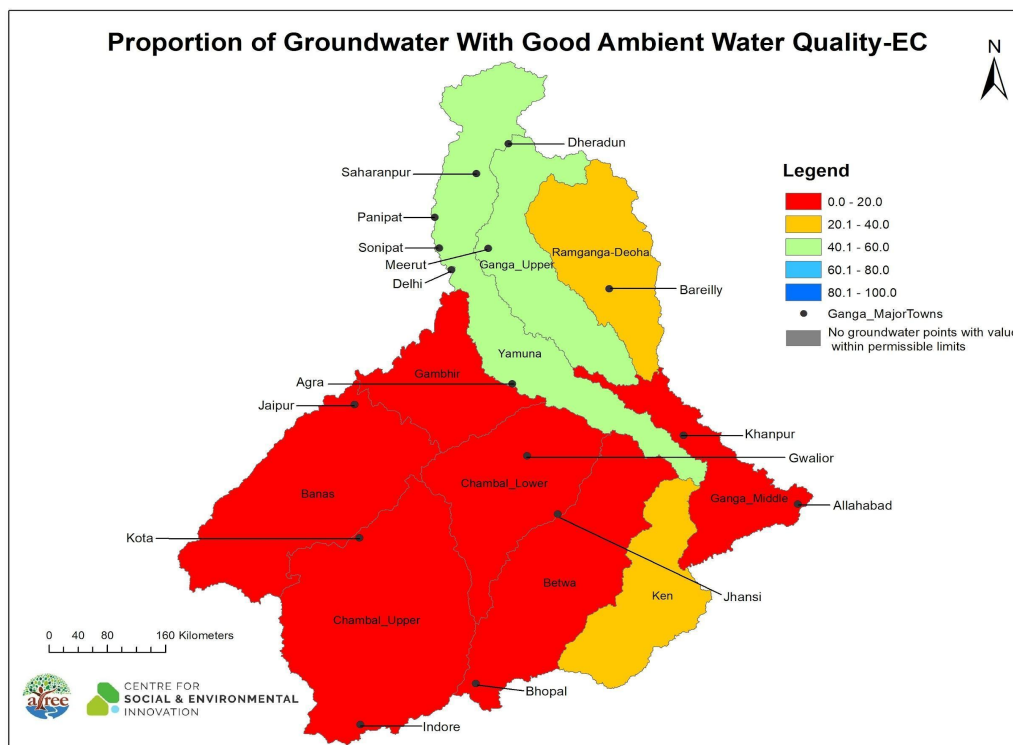 Proportion of Groundwater With Good Ambient Water Quality-EC
N
Dheradun
Saharanpur
Legend
0.0 - 20.0
20.1 - 40.0
40.1 - 60.0
60.1 - 80.0
80.1 - 100.0
Ganga_MajorTowns
No groundwater points with valu
within permissible limits
Panipat
Sonipat
Meerut
Delhi
Ganga_Upper
Ramganga-Deoha
Bareilly
Yamuna
Gambhir
Agra
Jaipur
Khanpur
Gwalior
Banas
Chambal_Lower
Ganga_Middle
Allahabad
Kota
Betwa
Ken
Jhansi
Chambal_Upper
0 40 80 160 Kilometers
Bhopal
Indore
atree
CENTRE FOR
SOCIAL & ENVIRONMENTAL
INNOVATION